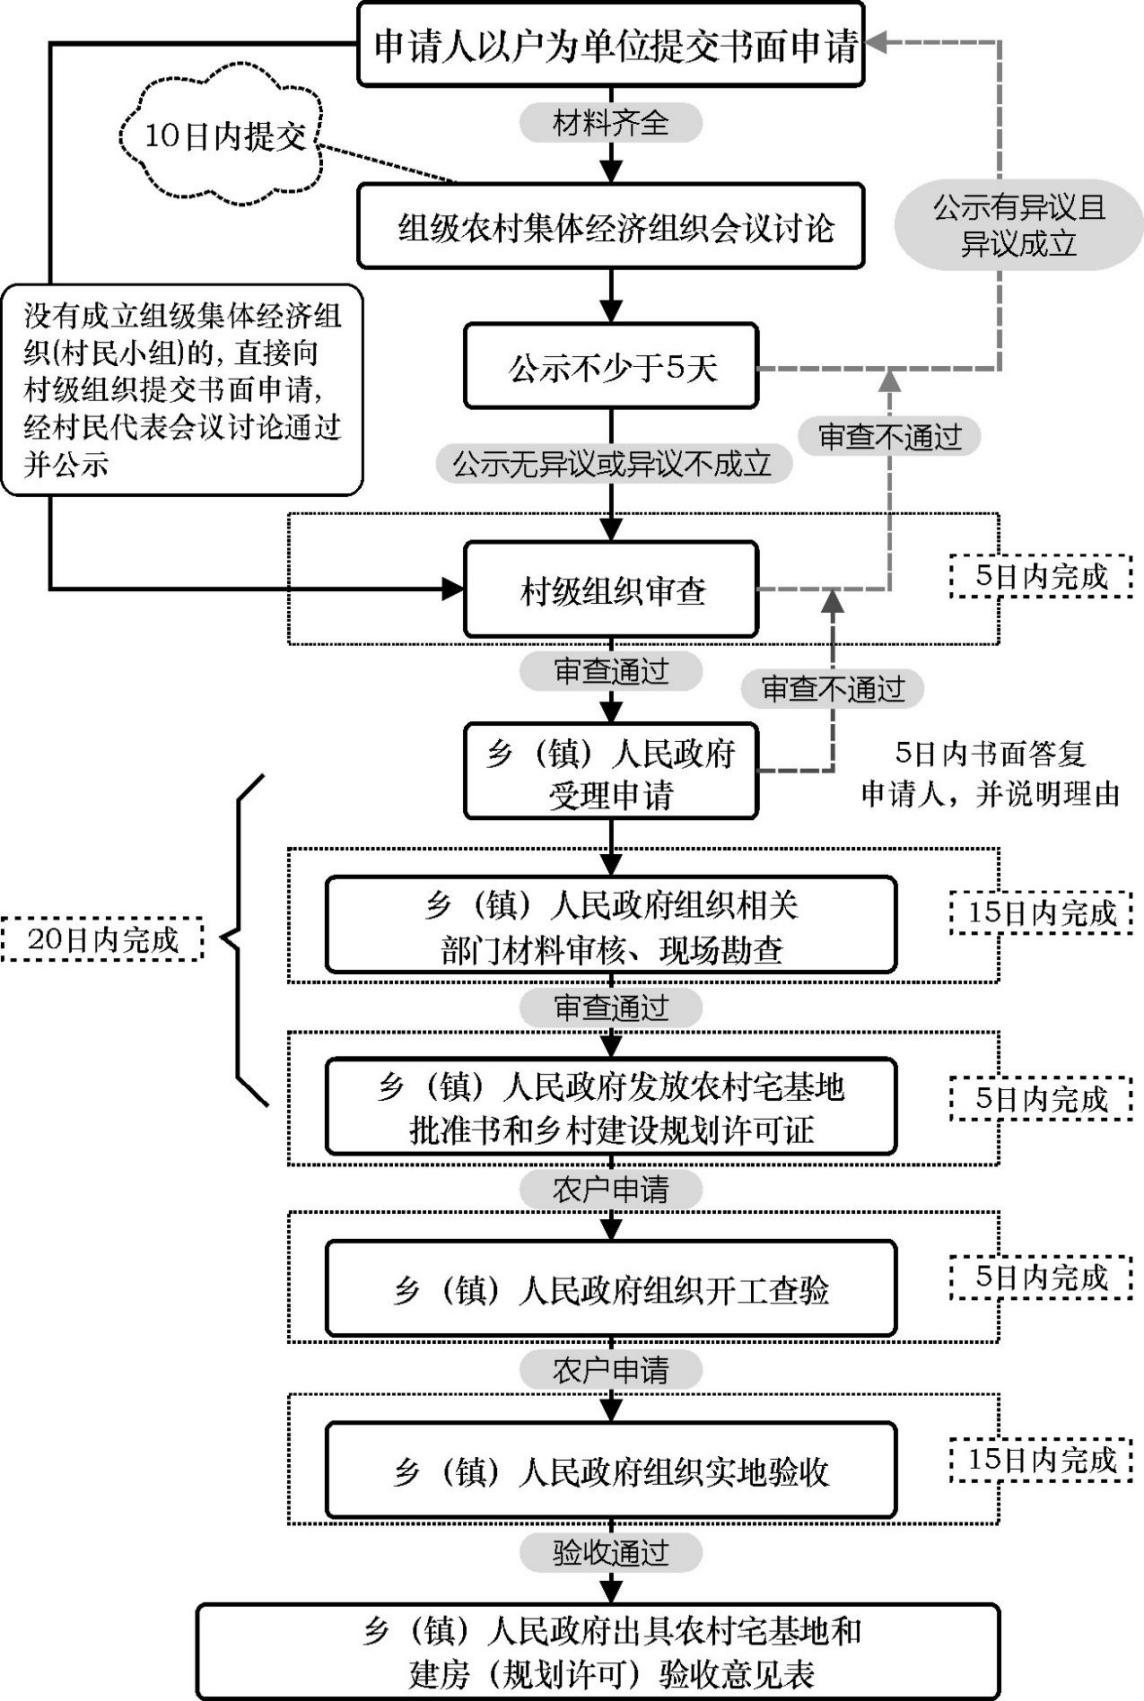 申请人以户为单位提交书面申请
材料齐全
10日内提交
组级农村集体经济组织会议讨论
公示有异议且
异议成立
没有成立组级集体经济组
织(村民小组)的, 直接向
村级组织提交书面申请,
经村民代表会议讨论通过
并公示
公示不少于5天
审查不通过
公示无异议或异议不成立
村级组织审查
5日内完成
审查通过
审查不通过
乡（镇）人民政府
受理申请
5日内书面答复
申请人，并说明理由
20日内完成
乡（镇）人民政府组织相关
部门材料审核、现场勘查
15日内完成
审查通过
乡（镇）人民政府发放农村宅基地
批准书和乡村建设规划许可证
5日内完成
农户申请
乡（镇）人民政府组织开工查验
5日内完成
农户申请
乡（镇）人民政府组织实地验收
15日内完成
验收通过
乡（镇）人民政府出具农村宅基地和
建房（规划许可）验收意见表